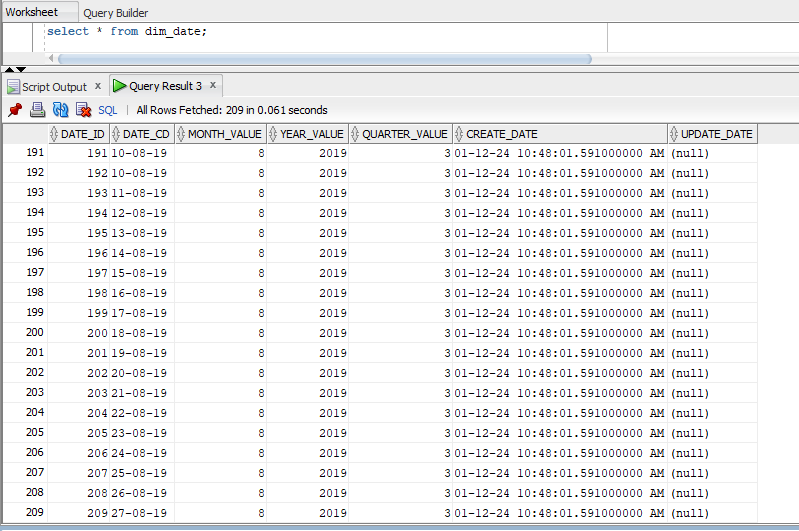 Worksheet Query Builder
select * from dim_date;
Script Output x Query Result 3 x
SQL | All Rows Fetched: 209 in 0.061 seconds
DATE_ID DATE_CD MONTH_VALUE YEAR_VALUE QUARTER_VALUE CREATE_DATE UPDATE_DATE
191 191 10-08-19 8 2019 3 01-12-24 10:48:01.591000000 AM (null)
192 192 10-08-19 8 2019 3 01-12-24 10:48:01.591000000 AM (null)
193 193 11-08-19 8 2019 3 01-12-24 10:48:01.591000000 AM (null)
194 194 12-08-19 8 2019 3 01-12-24 10:48:01.591000000 AM (null)
195 195 13-08-19 8 2019 3 01-12-24 10:48:01.591000000 AM (null)
196 196 14-08-19 8 2019 3 01-12-24 10:48:01.591000000 AM (null)
197 197 15-08-19 8 2019 3 01-12-24 10:48:01.591000000 AM (null)
198 198 16-08-19 8 2019 3 01-12-24 10:48:01.591000000 AM (null)
199 199 17-08-19 8 2019 3 01-12-24 10:48:01.591000000 AM (null)
200 200 18-08-19 8 2019 3 01-12-24 10:48:01.591000000 AM (null)
201 201 19-08-19 8 2019 3 01-12-24 10:48:01.591000000 AM (null)
202 202 20-08-19 8 2019 3 01-12-24 10:48:01.591000000 AM (null)
203 203 21-08-19 8 2019 3 01-12-24 10:48:01.591000000 AM (null)
204 204 22-08-19 8 2019 3 01-12-24 10:48:01.591000000 AM (null)
205 205 23-08-19 8 2019 3 01-12-24 10:48:01.591000000 AM (null)
206 206 24-08-19 8 2019 3 01-12-24 10:48:01.591000000 AM (null)
207 207 25-08-19 8 2019 3 01-12-24 10:48:01.591000000 AM (null)
208 208 26-08-19 8 2019 3 01-12-24 10:48:01.591000000 AM (null)
209 209 27-08-19 8 2019 3 01-12-24 10:48:01.591000000 AM (null)